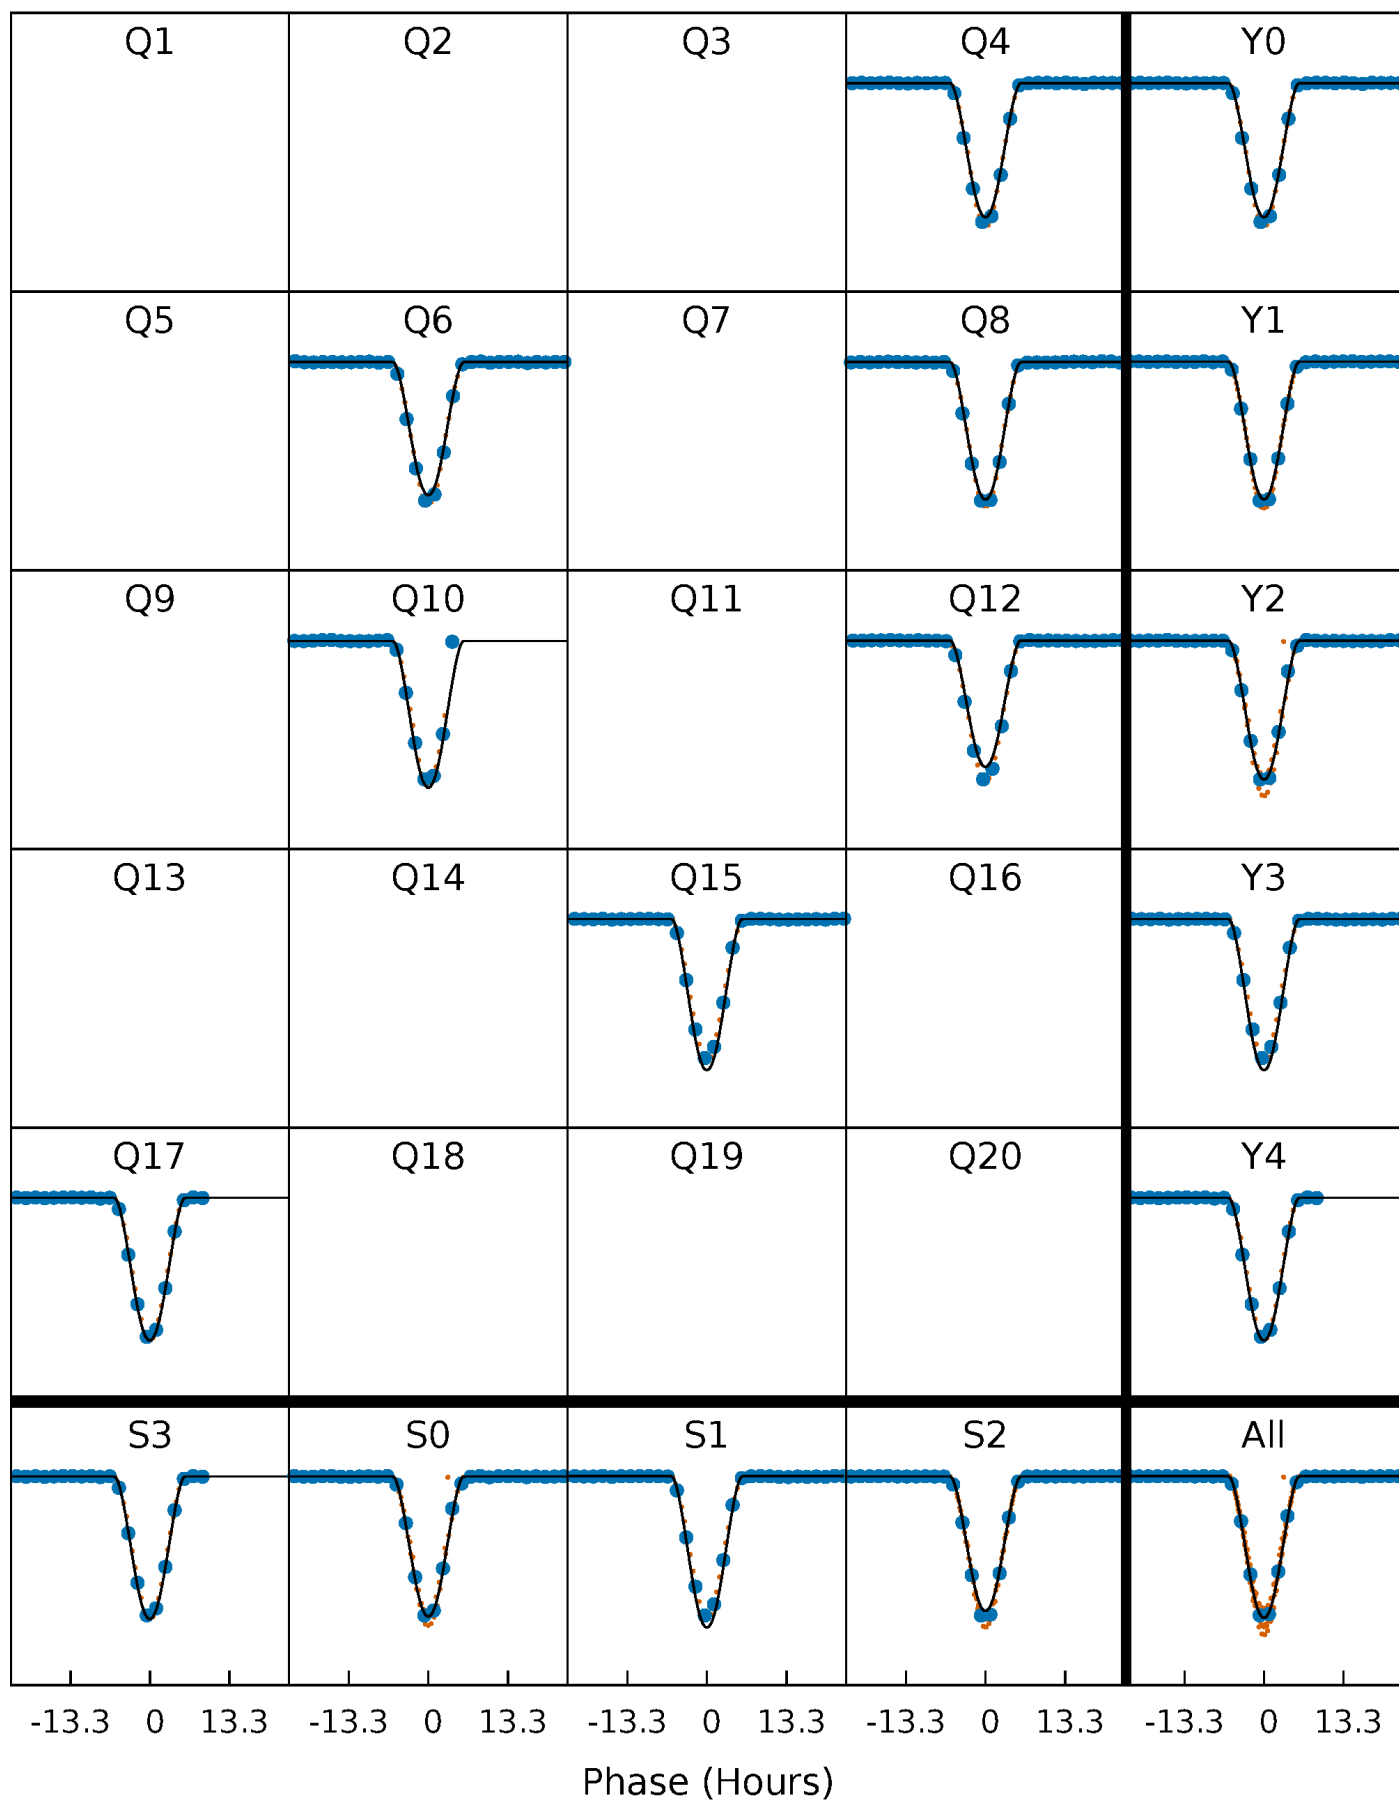 Q1 Q2 Q3 Q4 Y0
Q5 Q6 Q7 Q8 Y1
Q9 Q10 Q11 Q12 Y2
Q13 Q14 Q15 Q16 Y3
Q17 Q18 Q19 Q20 Y4
S3 S0 S1 S2 All
-13.3 0 13.3 -13.3 0 13.3 -13.3 0 13.3 -13.3 0 13.3 -13.3 0 13.3
Phase (Hours)